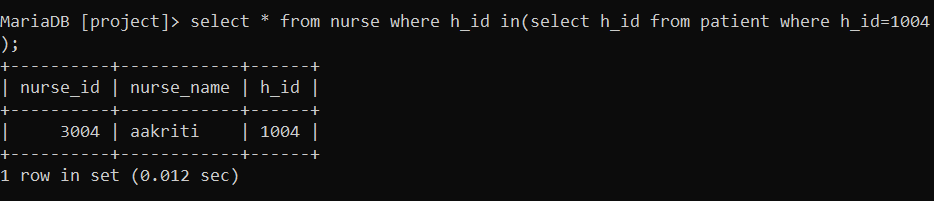 MariaDB [project]> select * from nurse where h_id in(select h_id from patient where h_id=1004
);
+----------+------------+------+
| nurse_id | nurse_name | h_id |
+----------+------------+------+
|     3004 | aakriti    | 1004 |
+----------+------------+------+
1 row in set (0.012 sec)